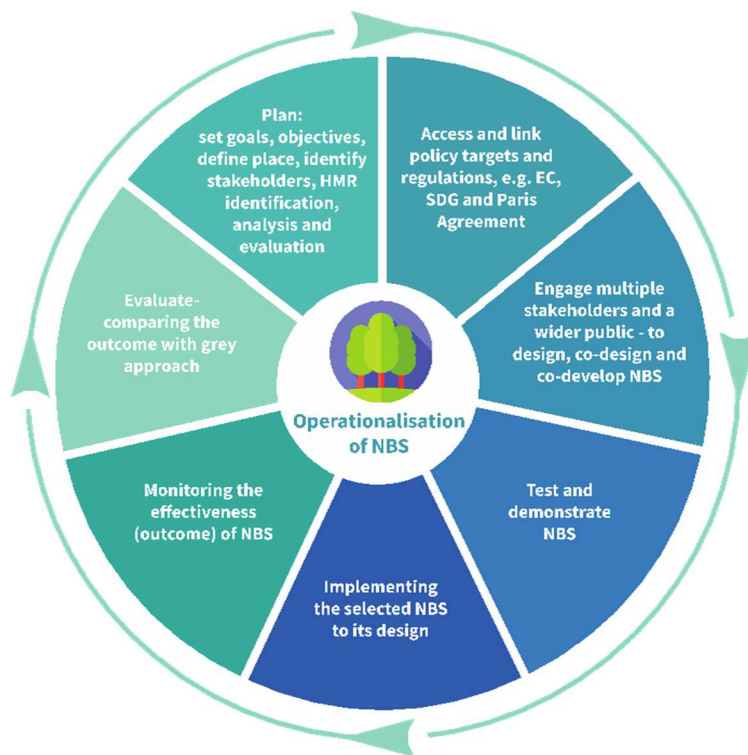 Plan:
set goals, objectives,
define place, identify
stakeholders, HMR
identification,
analysis and
evaluation
Access and link
policy targets and
regulations, e.g. EC,
SDG and Paris
Agreement
Engage multiple
stakeholders and a
wider public - to
design, co-design and
co-develop NBS
Test and
demonstrate
NBS
Implementing
the selected NBS
to its design
Monitoring the
effectiveness
(outcome) of NBS
Evaluate-
comparing the
outcome with grey
approach
Operationalisation
of NBS